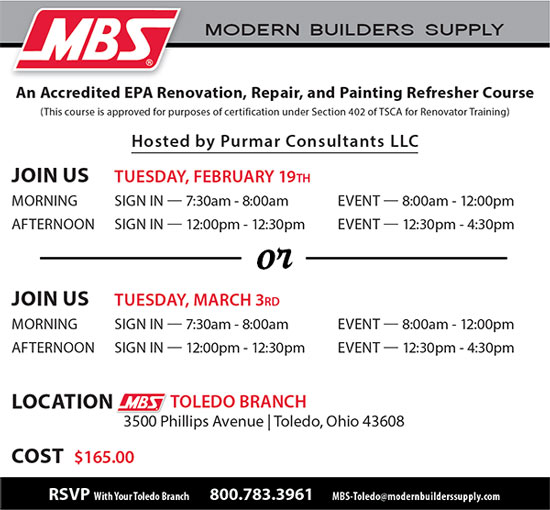 MBS®
MODERN BUILDERS SUPPLY
An Accredited EPA Renovation, Repair, and Painting Refresher Course
(This course is approved for purposes of certification under Section 402 of TSCA for Renovator Training)
Hosted by Purmar Consultants LLC
JOIN US TUESDAY, FEBRUARY 19TH
MORNING SIGN IN — 7:30am - 8:00am EVENT — 8:00am - 12:00pm
AFTERNOON SIGN IN — 12:00pm - 12:30pm EVENT — 12:30pm - 4:30pm
or
JOIN US TUESDAY, MARCH 3RD
MORNING SIGN IN — 7:30am - 8:00am EVENT — 8:00am - 12:00pm
AFTERNOON SIGN IN — 12:00pm - 12:30pm EVENT — 12:30pm - 4:30pm
LOCATION MBS TOLEDO BRANCH
3500 Phillips Avenue | Toledo, Ohio 43608
COST $165.00
RSVP With Your Toledo Branch 800.783.3961 MBS-Toledo@modernbuilderssupply.com